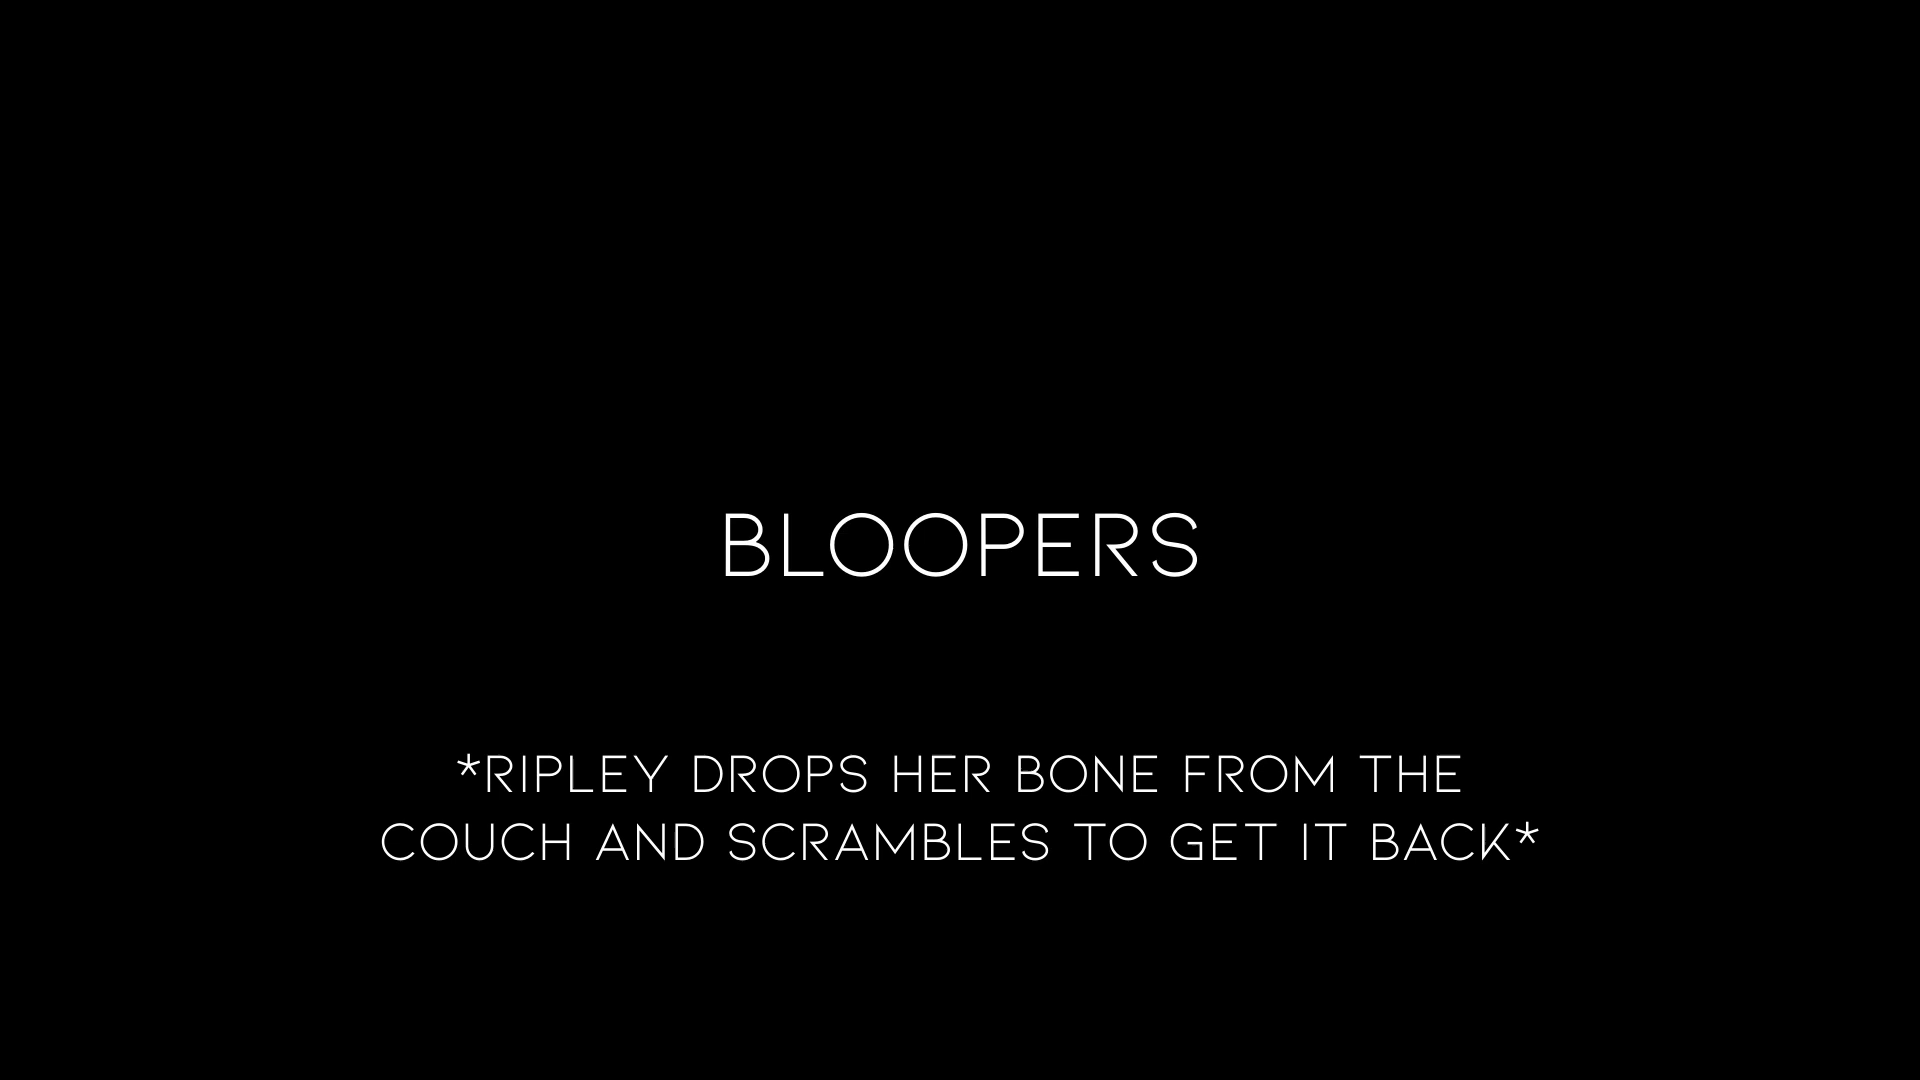 BLOOPERS
*RIPLEY DROPS HER BONE FROM THE
COUCH AND SCRAMBLES TO GET IT BACK*